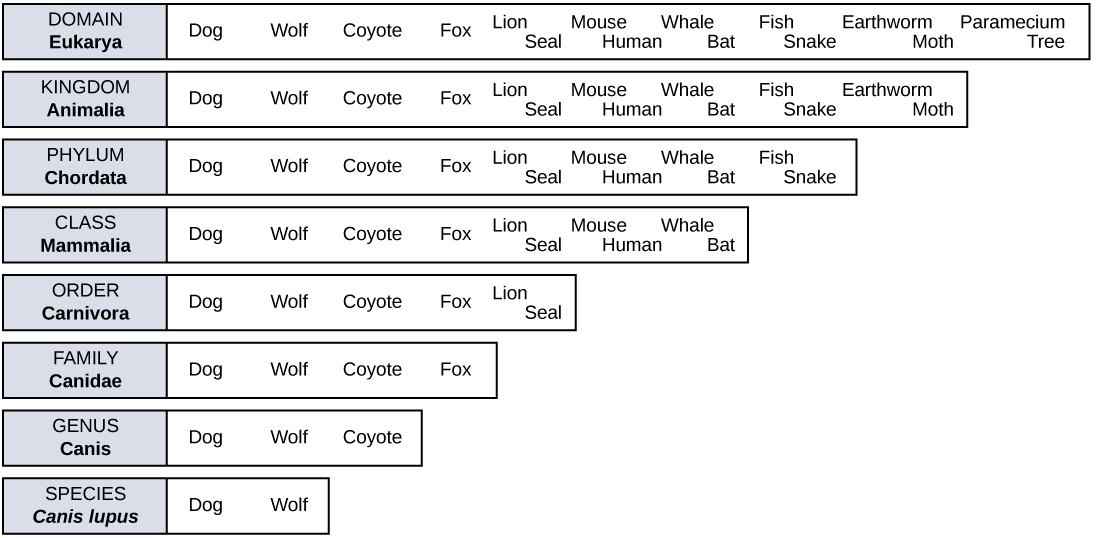 DOMAIN
Eukarya
Dog Wolf Coyote Fox Lion Mouse Whale Fish Earthworm Paramecium
Seal Human Bat Snake Moth Tree
KINGDOM
Animalia
Dog Wolf Coyote Fox Lion Mouse Whale Fish Earthworm
Seal Human Bat Snake Moth
PHYLUM
Chordata
Dog Wolf Coyote Fox Lion Mouse Whale Fish
Seal Human Bat Snake
CLASS
Mammalia
Dog Wolf Coyote Fox Lion Mouse Whale
Seal Human Bat
ORDER
Carnivora
Dog Wolf Coyote Fox Lion
Seal
FAMILY
Canidae
Dog Wolf Coyote Fox
GENUS
Canis
Dog Wolf Coyote
SPECIES
Canis lupus
Dog Wolf